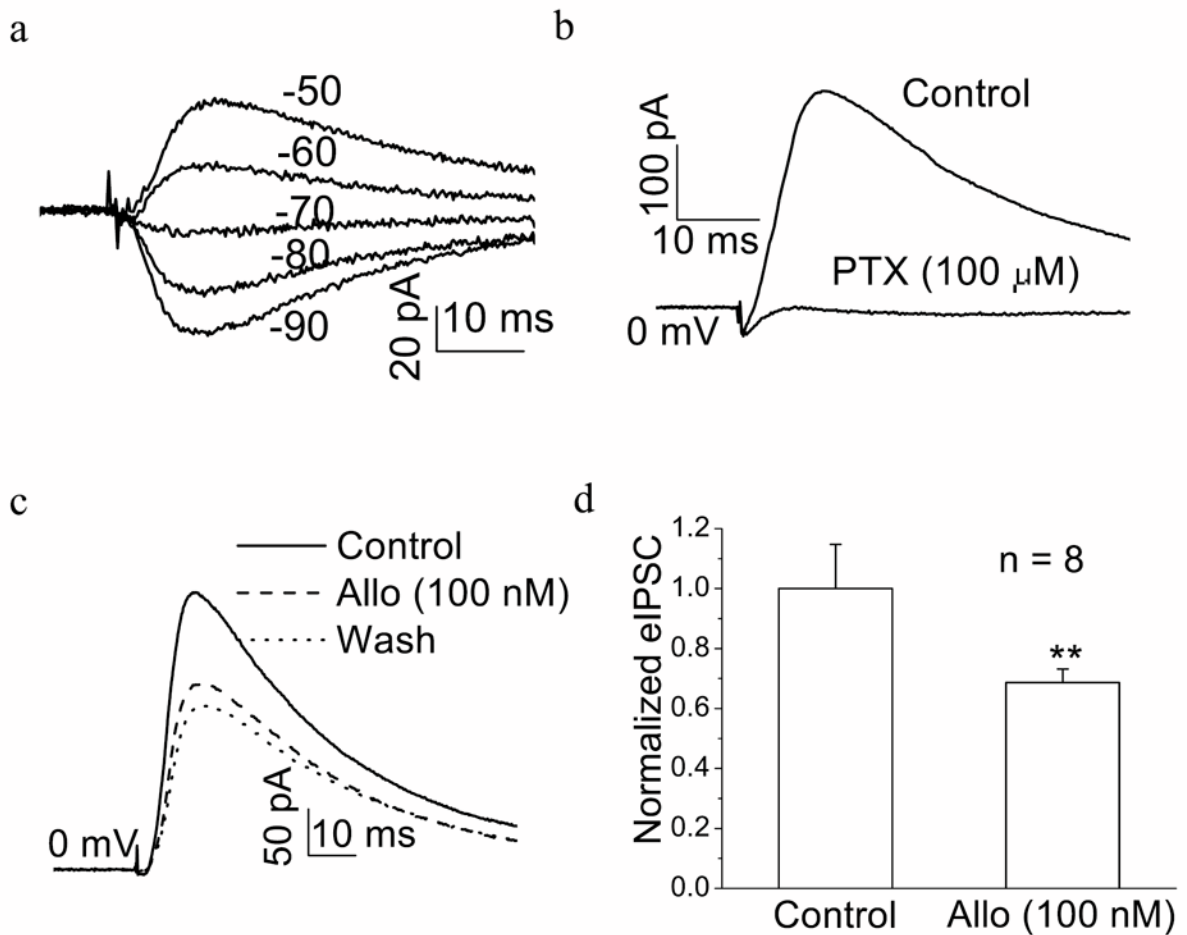 a
-50
-60
-70
-80
-90
20 pA
10 ms
b
Control
100 pA
10 ms
PTX (100 μM)
0 mV
c
Control
Allo (100 nM)
Wash
50 pA
10 ms
0 mV
d
Normalized eIPSC
1.2
1.0
0.8
0.6
0.4
0.2
0.0
n = 8
**
Control
Allo (100 nM)